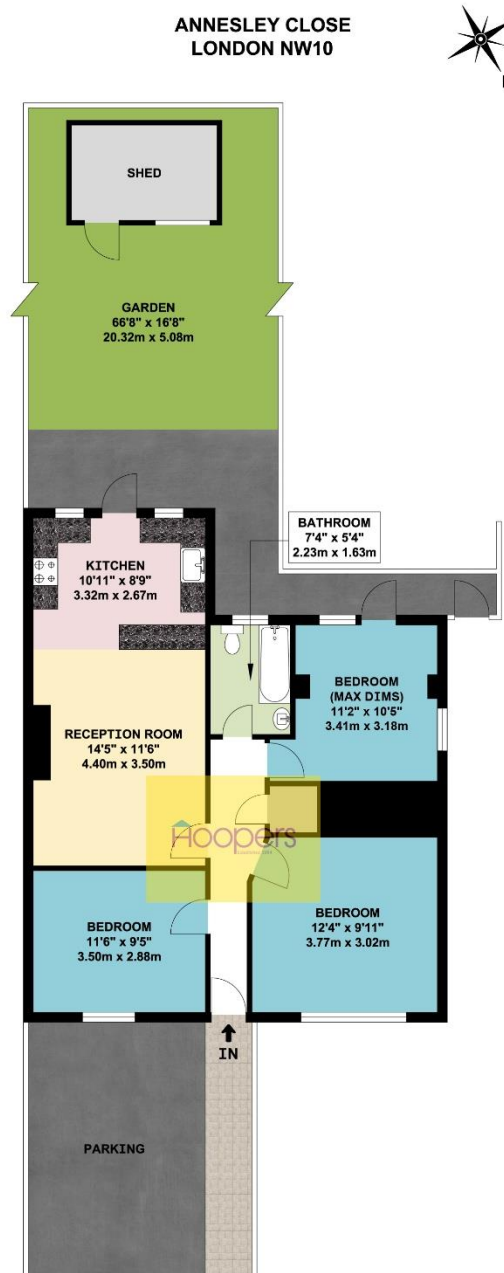 ANNESLEY CLOSE
LONDON NW10
SHED
GARDEN
66'8" x 16'8"
20.32m x 5.08m
BATHROOM
7'4" x 5'4"
2.23m x 1.63m
KITCHEN
10'11" x 8'9"
3.32m x 2.67m
BEDROOM
(MAX DIMS)
11'2" x 10'5"
3.41m x 3.18m
RECEPTION ROOM
14'5" x 11'6"
4.40m x 3.50m
Hoopers
BEDROOM
11'6" x 9'5"
3.50m x 2.88m
BEDROOM
12'4" x 9'11"
3.77m x 3.02m
IN
PARKING